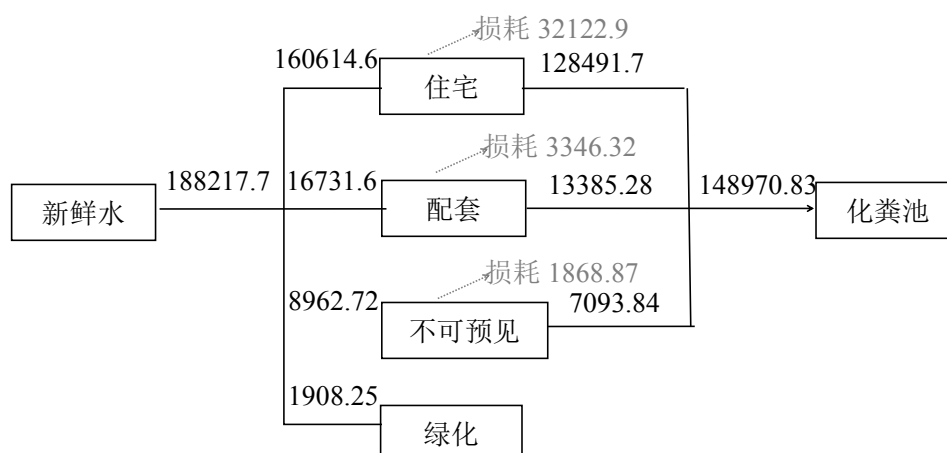 损耗 32122.9
160614.6
128491.7
住宅
损耗 3346.32
188217.7
16731.6
13385.28
148970.83
新鲜水
配套
化粪池
损耗 1868.87
8962.72
7093.84
不可预见
1908.25
绿化